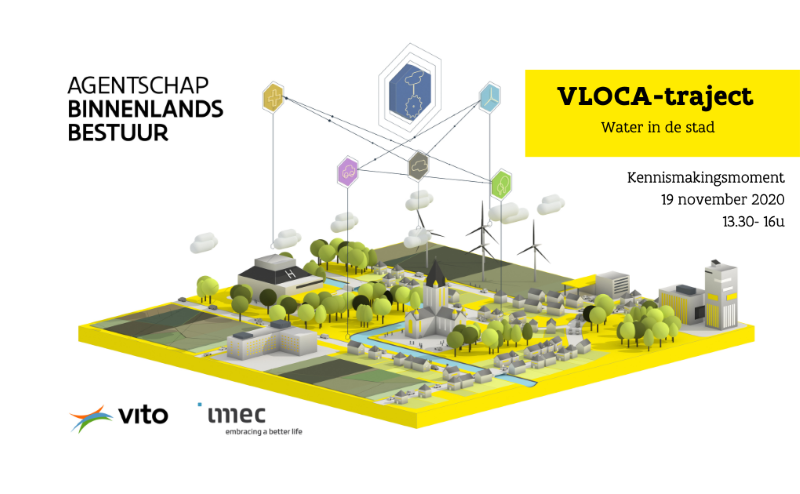 AGENTSCHAP
BINNENLANDS
BESTUUR
VLOCA-traject
Water in de stad
Kennismakingsmoment
19 november 2020
13.30- 16u
H
vito
imec
embracing a better life